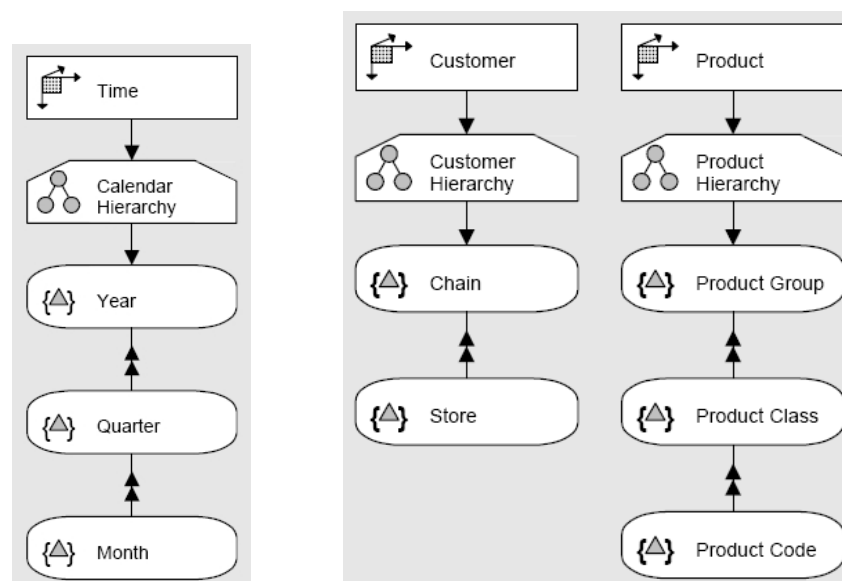 Time
Calendar
Hierarchy
Year
Quarter
Month
Customer
Customer
Hierarchy
Chain
Store
Product
Product
Hierarchy
Product Group
Product Class
Product Code